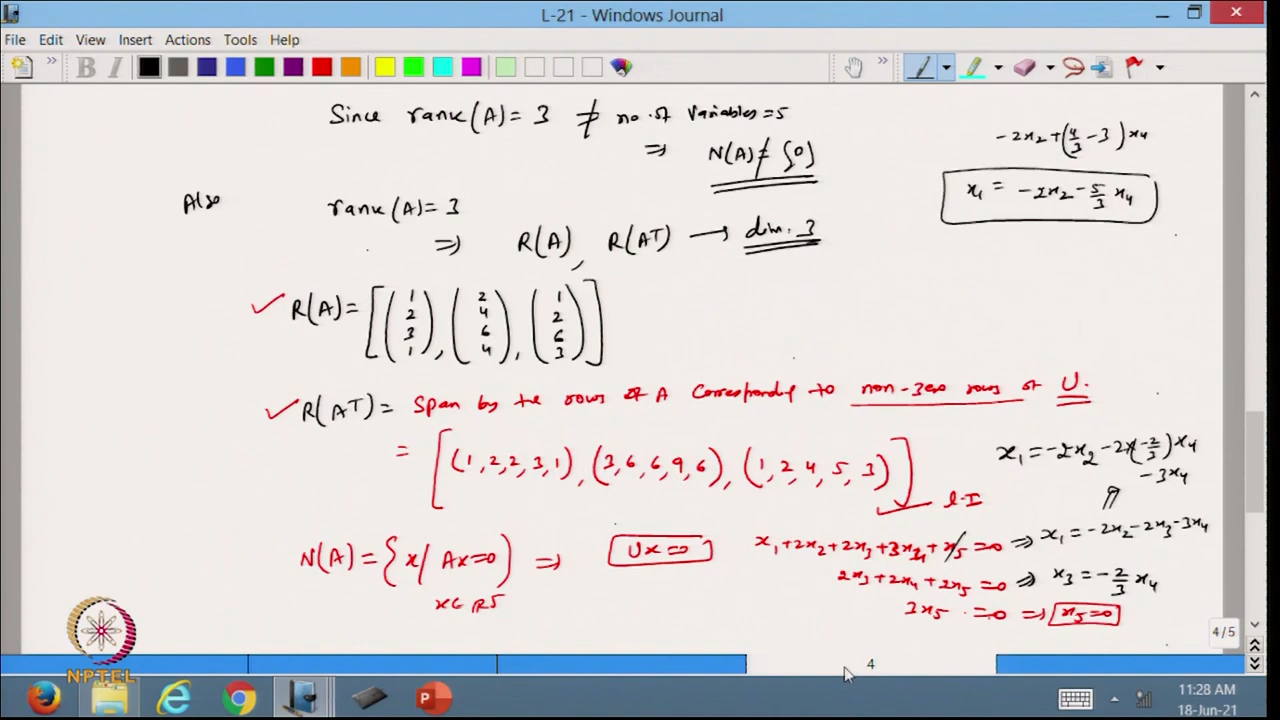 L-21 - Windows Journal
File Edit View Insert Actions Tools Help
Since rank(A) = 3 ≠ no. of variables = 5
⇒ N(A) ≠ {0}
-2x₂ + (4/3 - 3) x₄
x₁ = -2x₂ - 5/3 x₄
Also rank(A) = 3
⇒ R(A), R(AT) → dim. 3
✓ R(A) = [(1 2 3 1), (2 4 6 4), (1 2 6 3)]
✓ R(AT) = Span by the rows of A corresponding to non-zero rows of U.
= [(1, 2, 2, 3, 1), (3, 6, 6, 9, 6), (1, 2, 4, 5, 3)] l.I
x₁ = -2x₂ - 2x(-2/3) x₄ - 3x₄
N(A) = {x / Ax=0} ⇒ Ux=0
x∈R5
x₁ + 2x₂ + 2x₃ + 3x₄ + x₅ = 0 ⇒ x₁ = -2x₂ - 2x₃ - 3x₄
2x₃ + 2x₄ + 2x₅ = 0 ⇒ x₃ = -2/3 x₄
3x₅ = 0 ⇒ x₅ = 0
4/5
NPTEL
4
11:28 AM
18-Jun-21